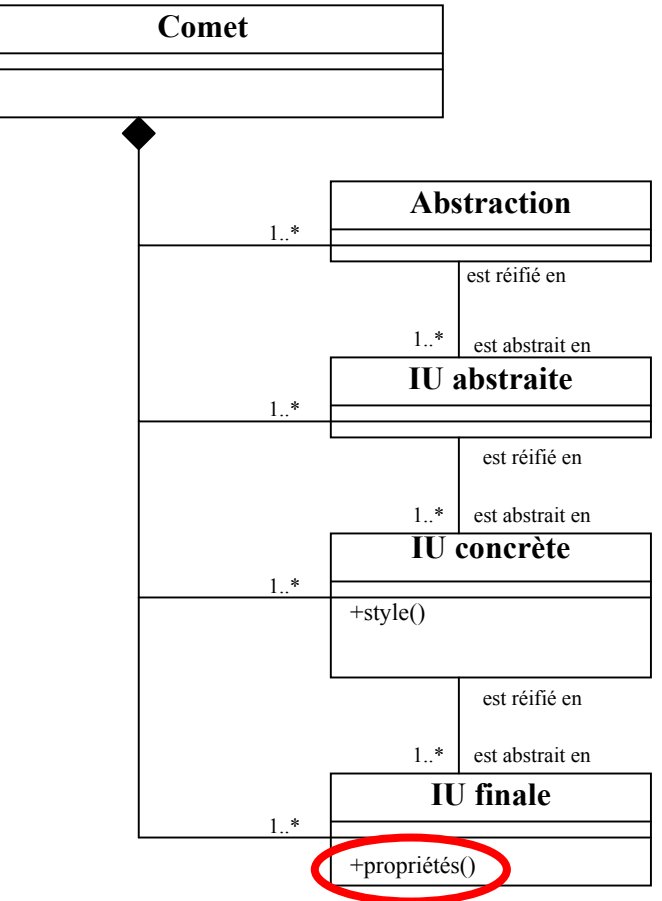 Comet
Abstraction
1..*
est réifié en
1..*
est abstrait en
IU abstraite
1..*
est réifié en
1..*
est abstrait en
IU concrète
1..*
+style()
est réifié en
1..*
est abstrait en
IU finale
1..*
+propriétés()